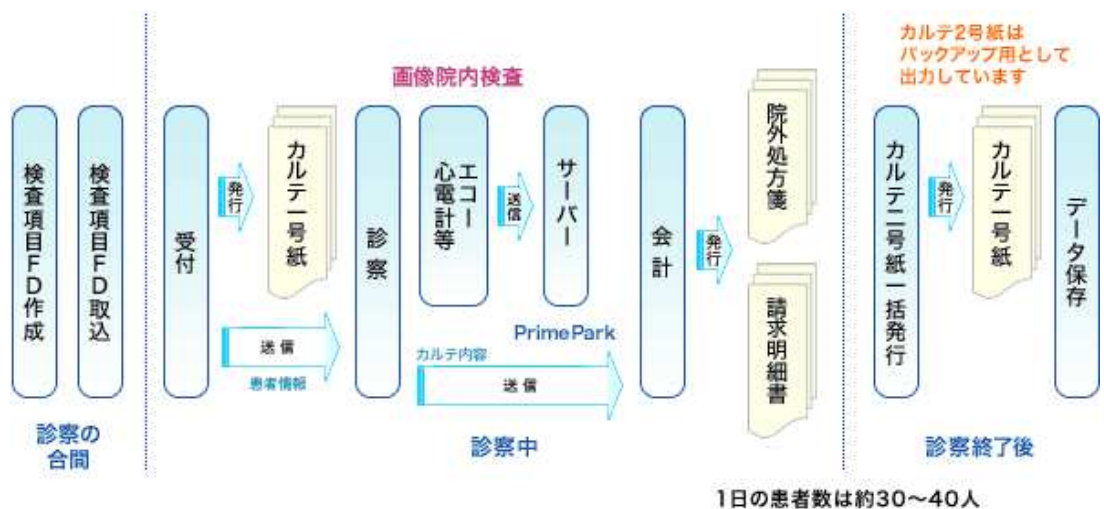 カルテ2号紙は
バックアップ用として
出力しています
画像院内検査
検査項目FD作成
検査項目FD取込
受付
発行
カルテ一号紙
送信
患者情報
診察
エコー
心電計等
送信
サーバー
PrimePark
カルテ内容
送信
会計
発行
院外処方箋
請求明細書
カルテ二号紙一括発行
発行
カルテ一号紙
データ保存
診察の
合間
診察中
診察終了後
1日の患者数は約30～40人